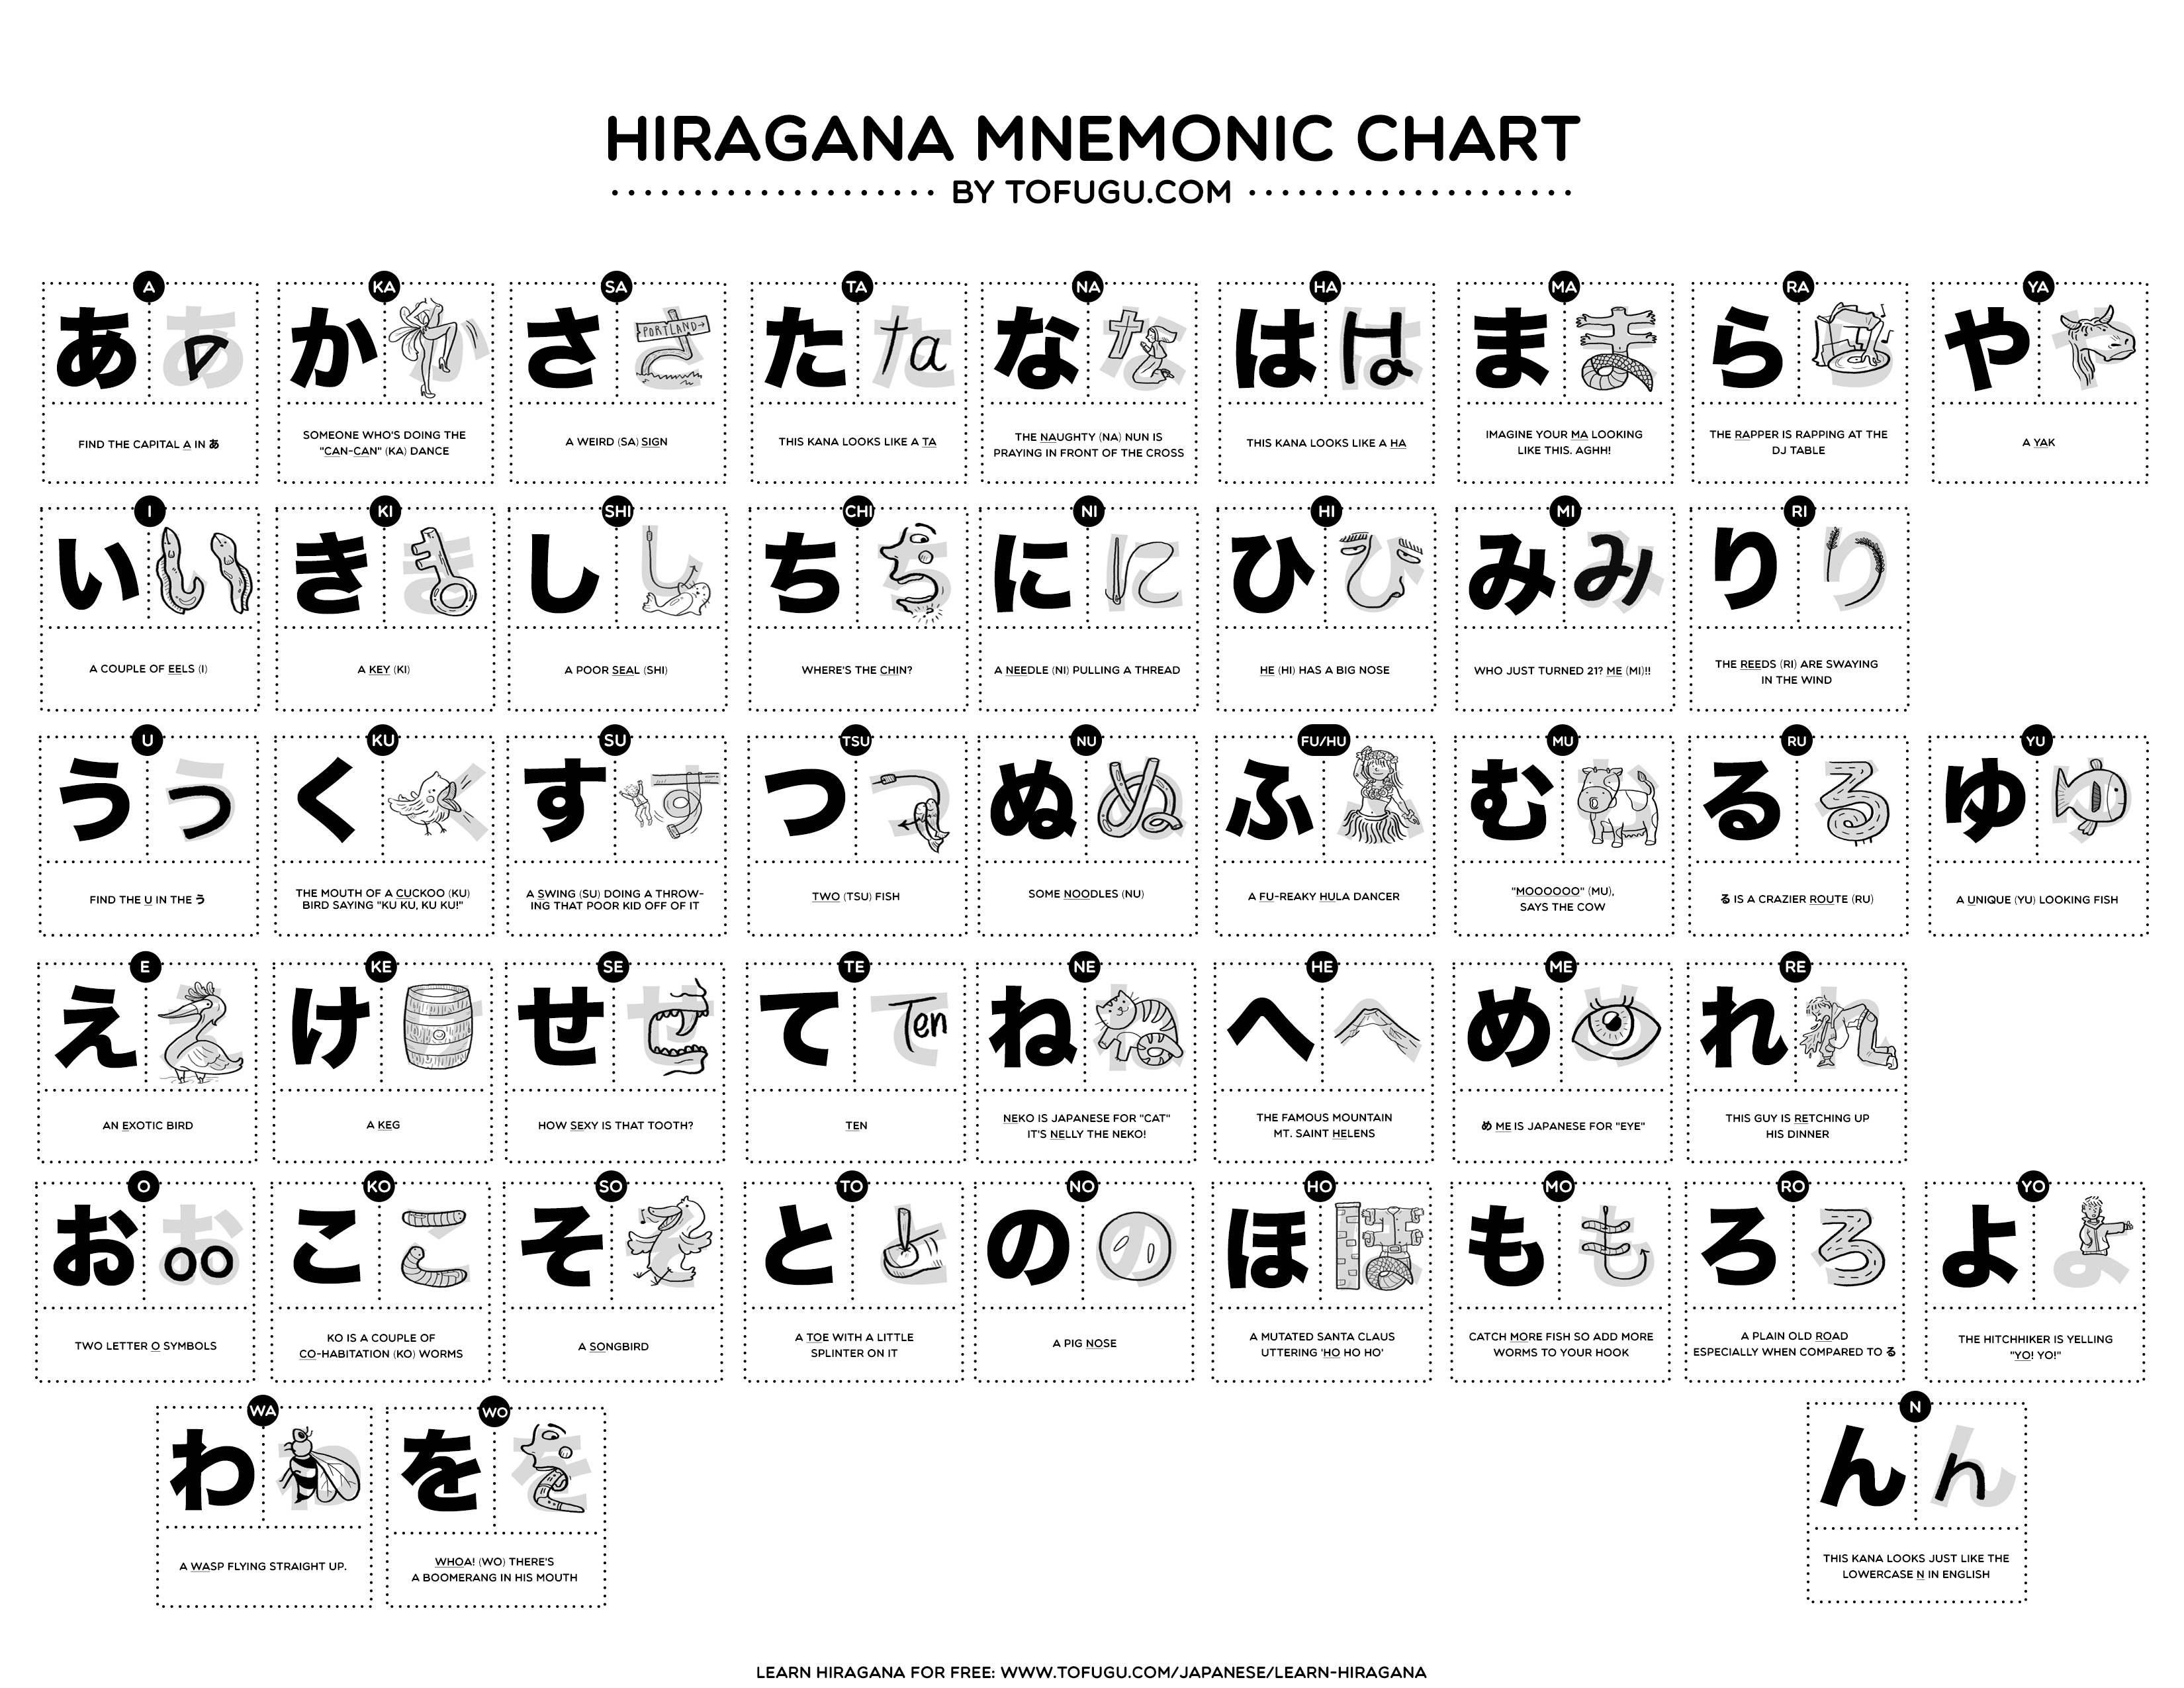 HIRAGANA MNEMONIC CHART
BY TOFUGU.COM
A
あ
FIND THE CAPITAL A IN あ
KA
か
SOMEONE WHO'S DOING THE
"CAN-CAN" (KA) DANCE
SA
さ
PORTLAND→
A WEIRD (SA) SIGN
TA
た
ta
THIS KANA LOOKS LIKE A TA
NA
な
THE NAUGHTY (NA) NUN IS
PRAYING IN FRONT OF THE CROSS
HA
は
Ha
THIS KANA LOOKS LIKE A HA
MA
ま
IMAGINE YOUR MA LOOKING
LIKE THIS. AGHH!
RA
ら
THE RAPPER IS RAPPING AT THE
DJ TABLE
YA
や
A YAK
I
い
A COUPLE OF EELS (I)
KI
き
A KEY (KI)
SHI
し
A POOR SEAL (SHI)
CHI
ち
WHERE'S THE CHIN?
NI
に
A NEEDLE (NI) PULLING A THREAD
HI
ひ
HE (HI) HAS A BIG NOSE
MI
み
WHO JUST TURNED 21? ME (MI)!!
RI
り
THE REEDS (RI) ARE SWAYING
IN THE WIND
U
う
FIND THE U IN THE う
KU
く
THE MOUTH OF A CUCKOO (KU)
BIRD SAYING "KU KU, KU KU!"
SU
す
A SWING (SU) DOING A THROW-
ING THAT POOR KID OFF OF IT
TSU
つ
TWO (TSU) FISH
NU
ぬ
SOME NOODLES (NU)
FU/HU
ふ
A FU-REAKY HULA DANCER
MU
む
"MOOOOOO" (MU),
SAYS THE COW
RU
る
る IS A CRAZIER ROUTE (RU)
YU
ゆ
A UNIQUE (YU) LOOKING FISH
E
え
AN EXOTIC BIRD
KE
け
A KEG
SE
せ
HOW SEXY IS THAT TOOTH?
TE
て
Ten
TEN
NE
ね
NEKO IS JAPANESE FOR "CAT"
IT'S NELLY THE NEKO!
HE
へ
THE FAMOUS MOUNTAIN
MT. SAINT HELENS
ME
め
め ME IS JAPANESE FOR "EYE"
RE
れ
THIS GUY IS RETCHING UP
HIS DINNER
O
お
oo
TWO LETTER O SYMBOLS
KO
こ
KO IS A COUPLE OF
CO-HABITATION (KO) WORMS
SO
そ
A SONGBIRD
TO
と
A TOE WITH A LITTLE
SPLINTER ON IT
NO
の
A PIG NOSE
HO
ほ
A MUTATED SANTA CLAUS
UTTERING 'HO HO HO'
MO
も
CATCH MORE FISH SO ADD MORE
WORMS TO YOUR HOOK
RO
ろ
A PLAIN OLD ROAD
ESPECIALLY WHEN COMPARED TO る
YO
よ
THE HITCHHIKER IS YELLING
"YO! YO!"
WA
わ
A WASP FLYING STRAIGHT UP.
WO
を
WHOA! (WO) THERE'S
A BOOMERANG IN HIS MOUTH
N
ん
n
THIS KANA LOOKS JUST LIKE THE
LOWERCASE N IN ENGLISH
LEARN HIRAGANA FOR FREE: WWW.TOFUGU.COM/JAPANESE/LEARN-HIRAGANA